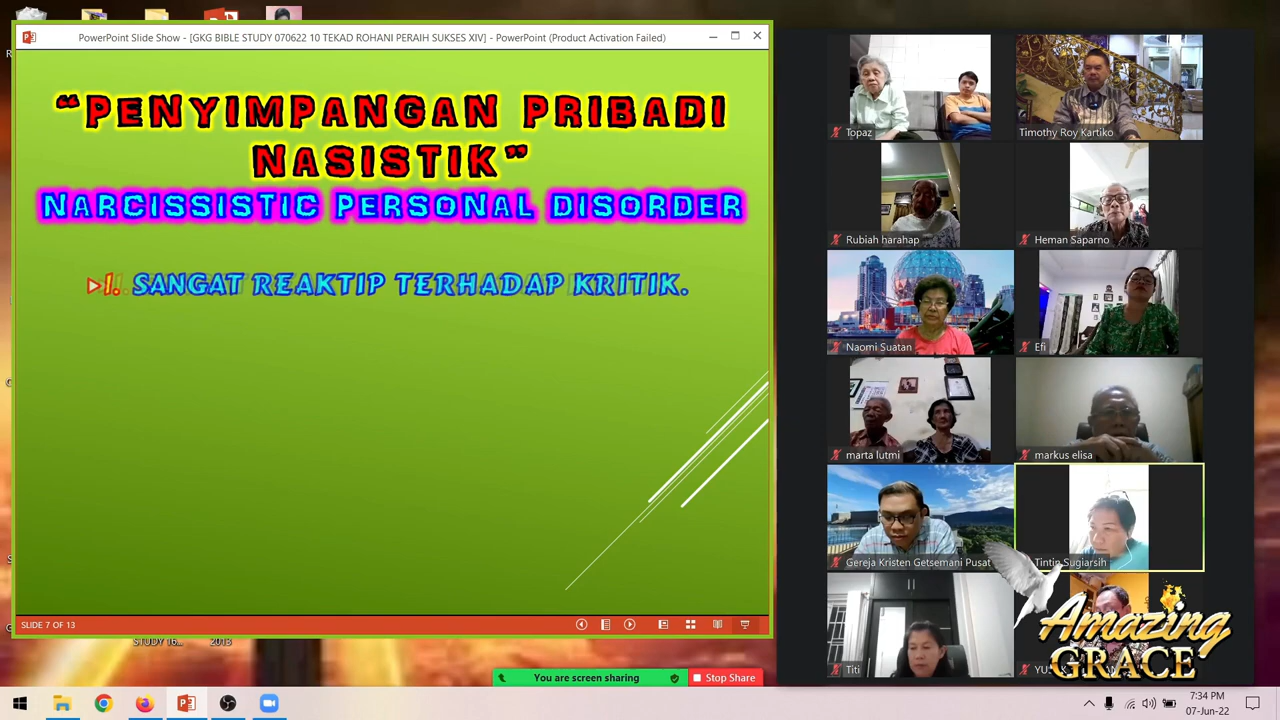 PowerPoint Slide Show - [GKG BIBLE STUDY 070622 10 TEKAD ROHANI PERAIH SUKSES XIV] - PowerPoint (Product Activation Failed)
“PENYIMPANGAN PRIBADI
NASISTIK”
NARCISSISTIC PERSONAL DISORDER
1. SANGAT REAKTIP TERHADAP KRITIK.
SLIDE 7 OF 13
STUDY 16...
2013
You are screen sharing
Stop Share
Topaz
Timothy Roy Kartiko
Rubiah harahap
Heman Saparno
Naomi Suatan
Efi
marta lutmi
markus elisa
Gereja Kristen Getsemani Pusat
Tintin Sugiarsih
Titi
Amazing
GRACE
7:34 PM
07-Jun-22